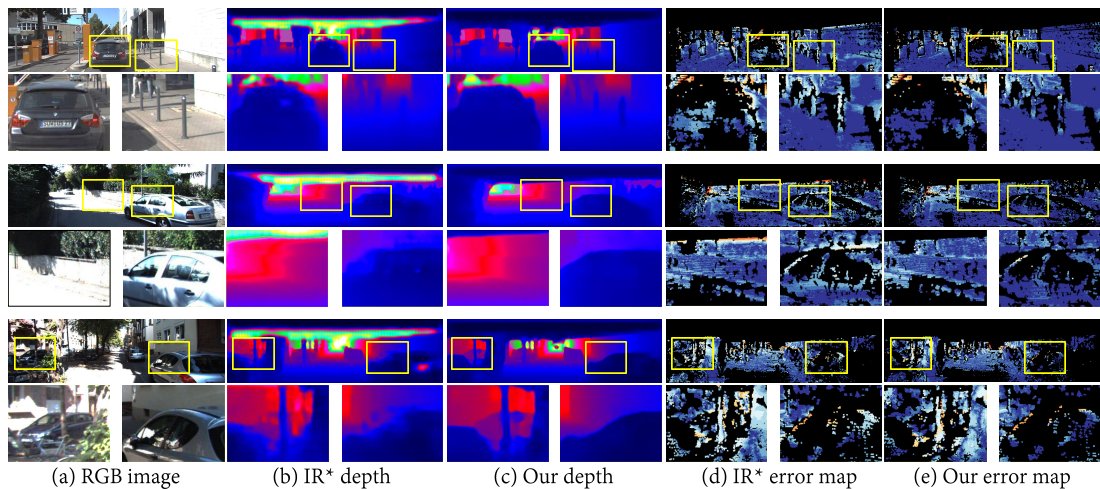 (a) RGB image
(b) IR* depth
(c) Our depth
(d) IR* error map
(e) Our error map